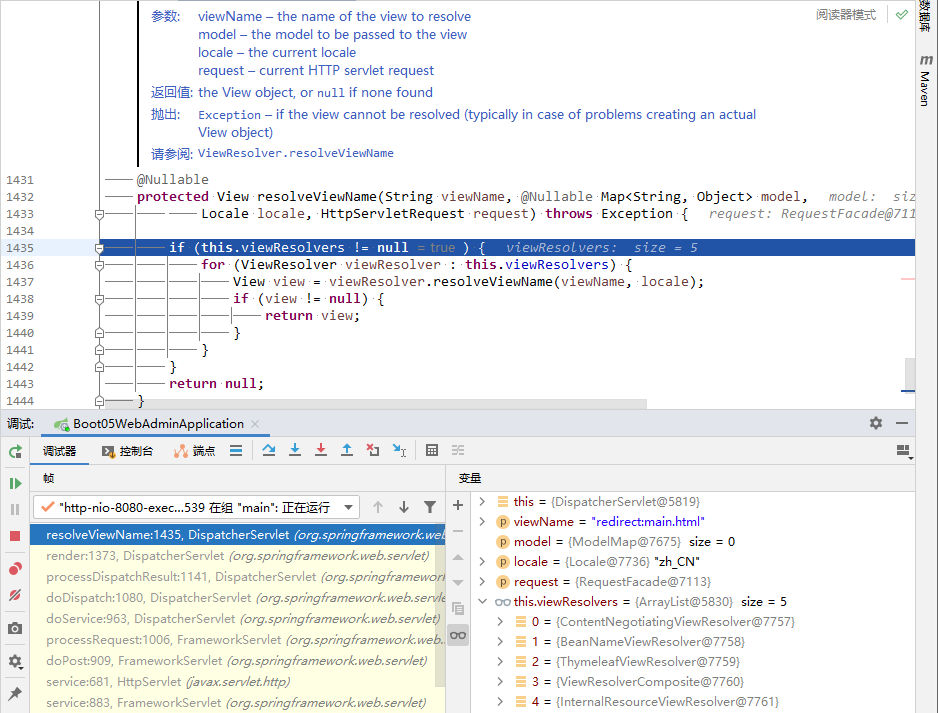 参数: viewName – the name of the view to resolve
model – the model to be passed to the view
locale – the current locale
request – current HTTP servlet request
返回值: the View object, or null if none found
抛出: Exception – if the view cannot be resolved (typically in case of problems creating an actual
View object)
请参阅: ViewResolver.resolveViewName
阅读器模式
数据库
m Maven
1431 @Nullable
1432 protected View resolveViewName(String viewName, @Nullable Map<String, Object> model, model: siz
1433 Locale locale, HttpServletRequest request) throws Exception { request: RequestFacade@711
1434
1435 if (this.viewResolvers != null = true ) { viewResolvers: size = 5
1436 for (ViewResolver viewResolver : this.viewResolvers) {
1437 View view = viewResolver.resolveViewName(viewName, locale);
1438 if (view != null) {
1439 return view;
1440 }
1441 }
1442 }
1443 return null;
1444 }
调试: Boot05WebAdminApplication
调试器 控制台 端点
帧
"http-nio-8080-exec...539 在组 "main": 正在运行
resolveViewName:1435, DispatcherServlet (org.springframework.web
render:1373, DispatcherServlet (org.springframework.web.servlet)
processDispatchResult:1141, DispatcherServlet (org.springframework
doDispatch:1080, DispatcherServlet (org.springframework.web.servle
doService:963, DispatcherServlet (org.springframework.web.servlet)
processRequest:1006, FrameworkServlet (org.springframework.web.
doPost:909, FrameworkServlet (org.springframework.web.servlet)
service:681, HttpServlet (javax.servlet.http)
service:883, FrameworkServlet (org.springframework.web.servlet)
变量
this = {DispatcherServlet@5819}
p viewName = "redirect:main.html"
p model = {ModelMap@7675} size = 0
p locale = {Locale@7736} "zh_CN"
p request = {RequestFacade@7113}
this.viewResolvers = {ArrayList@5830} size = 5
0 = {ContentNegotiatingViewResolver@7757}
1 = {BeanNameViewResolver@7758}
2 = {ThymeleafViewResolver@7759}
3 = {ViewResolverComposite@7760}
4 = {InternalResourceViewResolver@7761}